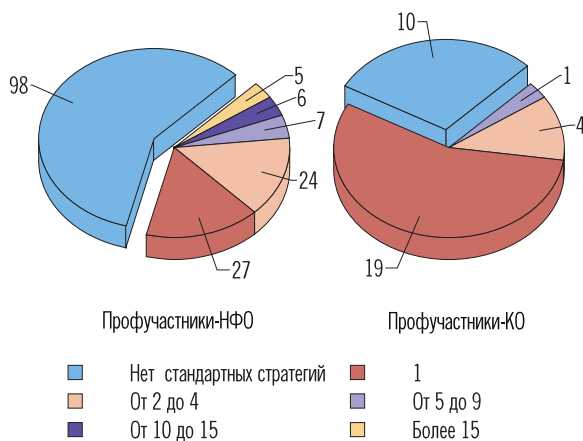 10
98
5
1
6
7
4
24
27
19
Профучастники-НФО
Профучастники-КО
Нет стандартных стратегий
1
От 2 до 4
От 5 до 9
От 10 до 15
Более 15